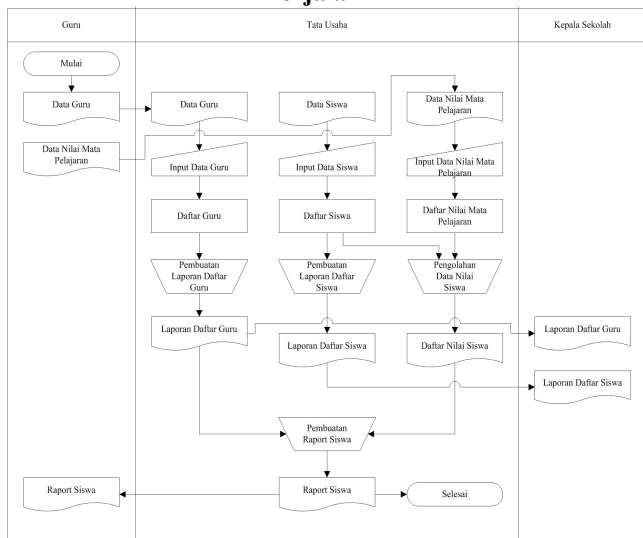 Guru
Tata Usaha
Kepala Sekolah
Mulai
Data Guru
Data Guru
Data Siswa
Data Nilai Mata
Pelajaran
Data Nilai Mata
Pelajaran
Input Data Guru
Input Data Siswa
Input Data Nilai Mata
Pelajaran
Daftar Guru
Daftar Siswa
Daftar Nilai Mata
Pelajaran
Pembuatan
Laporan Daftar
Guru
Pembuatan
Laporan Daftar
Siswa
Pengolahan
Data Nilai
Siswa
Laporan Daftar Guru
Laporan Daftar Siswa
Daftar Nilai Siswa
Laporan Daftar Guru
Laporan Daftar Siswa
Pembuatan
Raport Siswa
Raport Siswa
Raport Siswa
Selesai